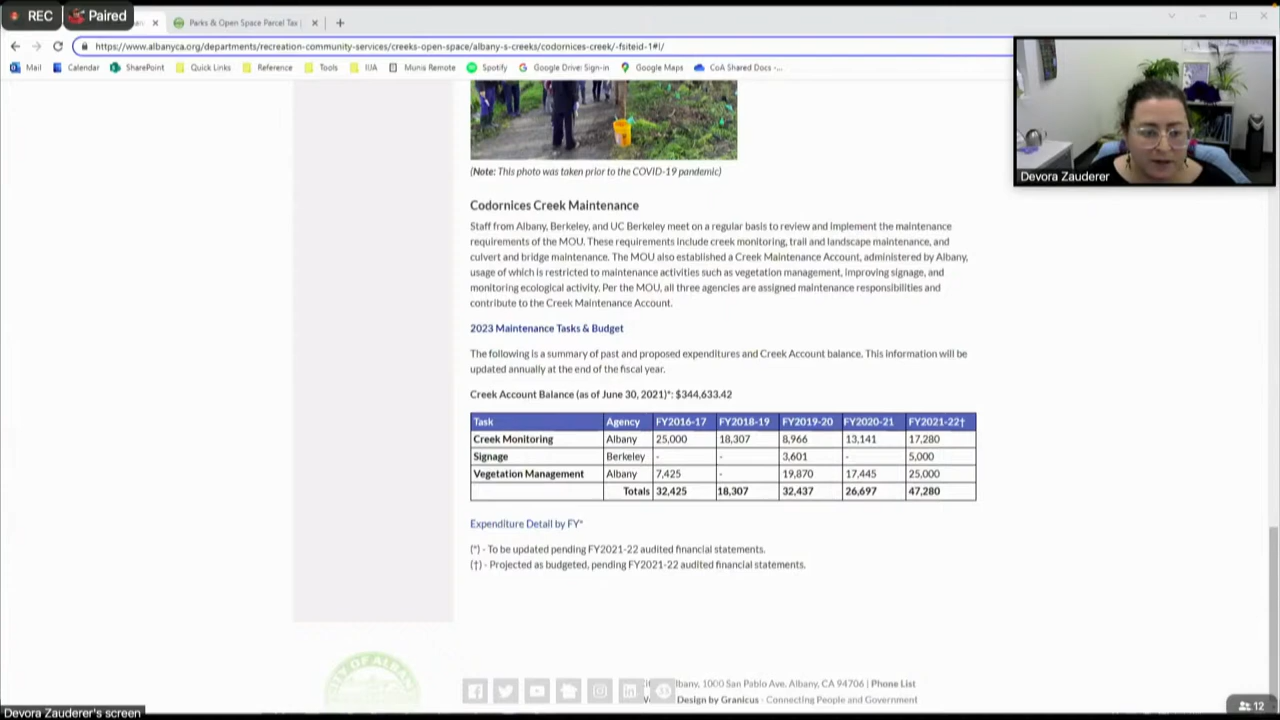 REC
Paired
Parks & Open Space Parcel Tax
https://www.albanyca.org/departments/recreation-community-services/creeks-open-space/albany-s-creeks/codornices-creek/-fsiteid-1#!/
Mail Calendar SharePoint Quick Links Reference Tools IUA Munis Remote Spotify Google Drive: Sign-in Google Maps CoA Shared Docs -...
Devora Zauderer
(Note: This photo was taken prior to the COVID-19 pandemic)
Codornices Creek Maintenance
Staff from Albany, Berkeley, and UC Berkeley meet on a regular basis to review and implement the maintenance
requirements of the MOU. These requirements include creek monitoring, trail and landscape maintenance, and
culvert and bridge maintenance. The MOU also established a Creek Maintenance Account, administered by Albany,
usage of which is restricted to maintenance activities such as vegetation management, improving signage, and
monitoring ecological activity. Per the MOU, all three agencies are assigned maintenance responsibilities and
contribute to the Creek Maintenance Account.
2023 Maintenance Tasks & Budget
The following is a summary of past and proposed expenditures and Creek Account balance. This information will be
updated annually at the end of the fiscal year.
Creek Account Balance (as of June 30, 2021)*: $344,633.42
Task Agency FY2016-17 FY2018-19 FY2019-20 FY2020-21 FY2021-22†
Creek Monitoring Albany 25,000 18,307 8,966 13,141 17,280
Signage Berkeley - - 3,601 - 5,000
Vegetation Management Albany 7,425 - 19,870 17,445 25,000
Totals 32,425 18,307 32,437 26,697 47,280
Expenditure Detail by FY*
(*) - To be updated pending FY2021-22 audited financial statements.
(†) - Projected as budgeted, pending FY2021-22 audited financial statements.
CITY OF ALBANY
lbany, 1000 San Pablo Ave. Albany, CA 94706 | Phone List
Design by Granicus - Connecting People and Government
Devora Zauderer's screen
12